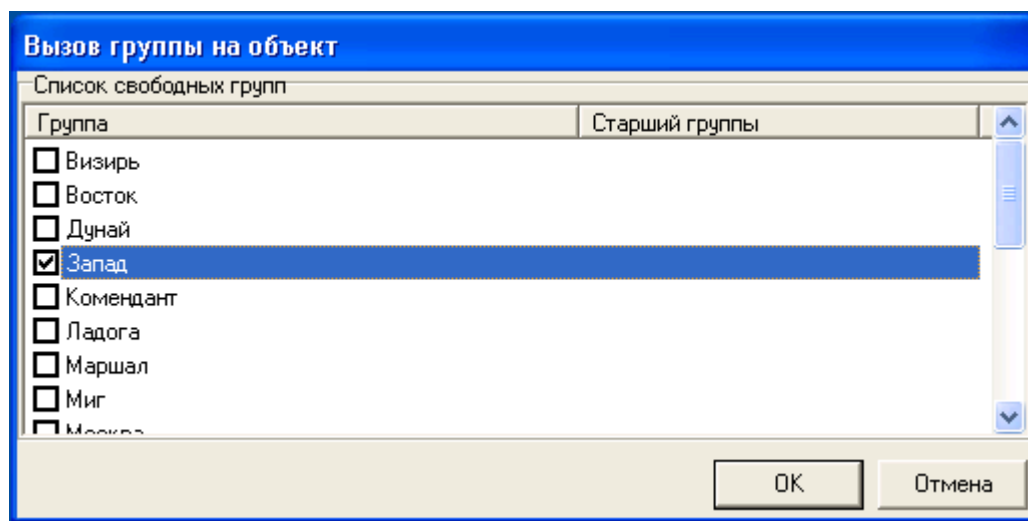 Вызов группы на объект
Список свободных групп
Группа Старший группы
Визирь
Восток
Дунай
Запад
Комендант
Ладога
Маршал
Миг
OK Отмена